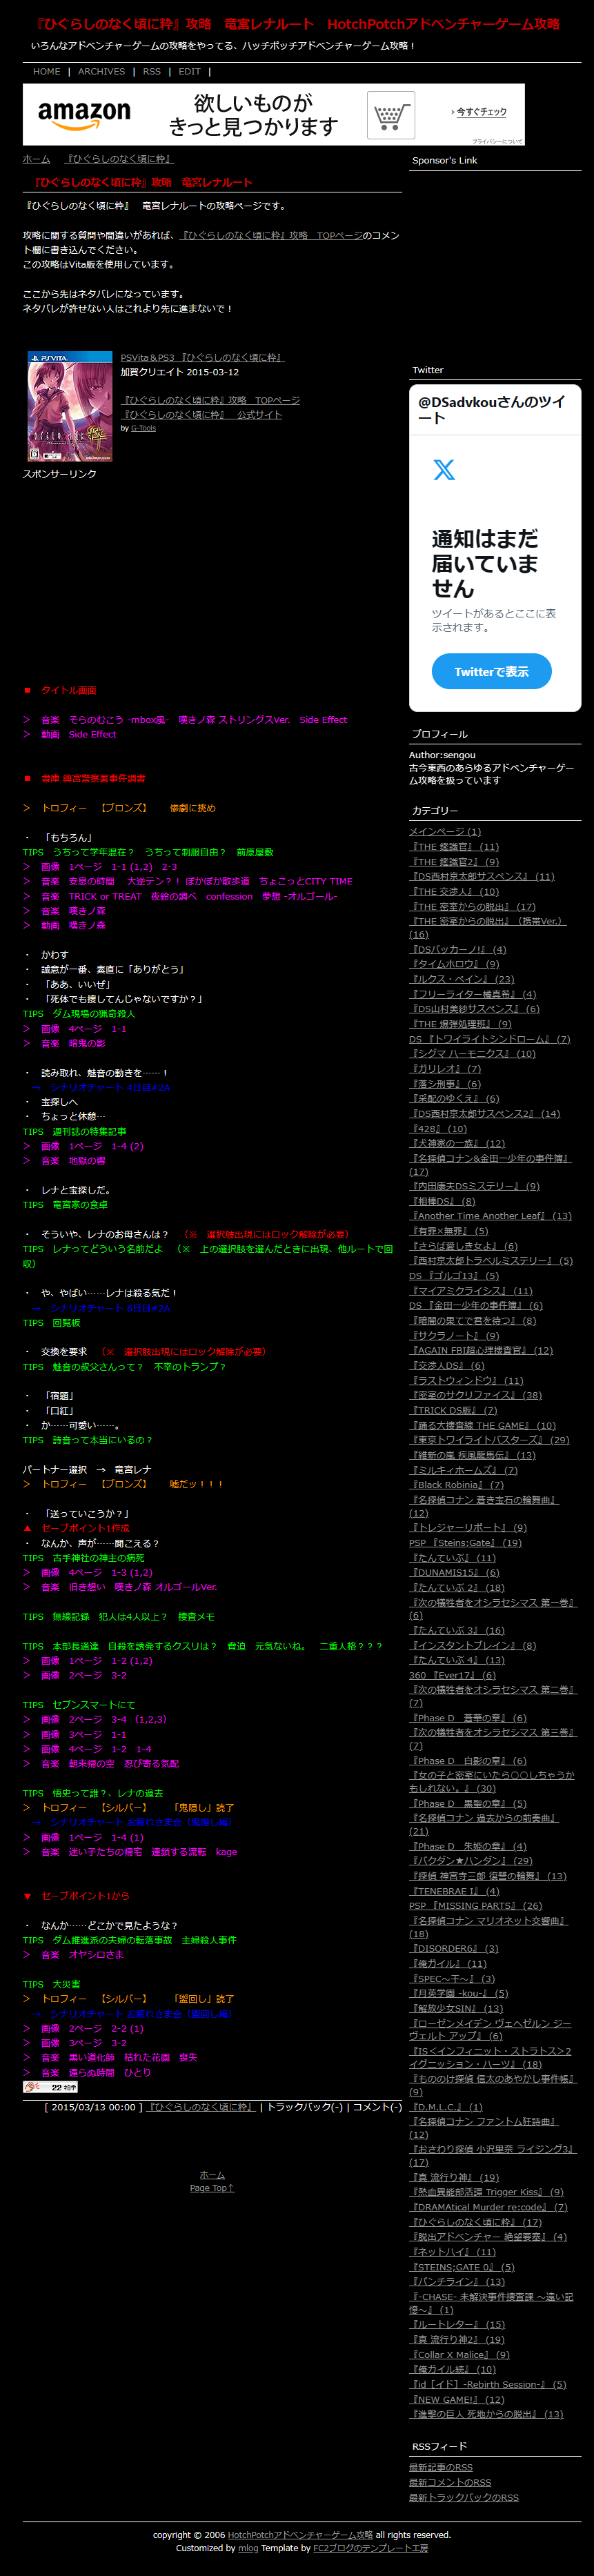 『ひぐらしのなく頃に粋』攻略　竜宮レナルート　HotchPotchアドベンチャーゲーム攻略
いろんなアドベンチャーゲームの攻略をやってる、ハッチポッチアドベンチャーゲーム攻略！
HOME | ARCHIVES | RSS | EDIT |
amazon
欲しいものが
きっと見つかります
› 今すぐチェック
プライバシーについて
ホーム　『ひぐらしのなく頃に粋』
『ひぐらしのなく頃に粋』攻略　竜宮レナルート
『ひぐらしのなく頃に粋』　竜宮レナルートの攻略ページです。
攻略に関する質問や間違いがあれば、『ひぐらしのなく頃に粋』攻略　TOPページのコメン
ト欄に書き込んでください。
この攻略はVita版を使用しています。
ここから先はネタバレになっています。
ネタバレが許せない人はこれより先に進まないで！
PSVita＆PS3 『ひぐらしのなく頃に粋』
加賀クリエイト 2015-03-12
『ひぐらしのなく頃に粋』攻略　TOPページ
『ひぐらしのなく頃に粋』　公式サイト
by G-Tools
スポンサーリンク
■　タイトル画面
＞　音楽　そらのむこう -mbox風-　嘆きノ森 ストリングスVer.　Side Effect
＞　動画　Side Effect
■　書庫 興宮警察署事件調書
＞　トロフィー　【ブロンズ】　　惨劇に挑め
・　「もちろん」
TIPS　うちって学年混在？　うちって制服自由？　前原屋敷
＞　画像　1ページ　1-1 (1,2)　2-3
＞　音楽　安息の時間　大逆テン？！ ぽかぽか散歩道　ちょこっとCITY TIME
＞　音楽　TRICK or TREAT　夜鈴の調べ　confession　夢想 -オルゴール-
＞　音楽　嘆きノ森
＞　動画　嘆きノ森
・　かわす
・　誠意が一番、素直に「ありがとう」
・　「ああ、いいぜ」
・　「死体でも捜してんじゃないですか？」
TIPS　ダム現場の猟奇殺人
＞　画像　4ページ　1-1
＞　音楽　暗鬼の影
・　読み取れ、魅音の動きを……！
→　シナリオチャート 4日目#2A
・　宝探しへ
・　ちょっと休憩…
TIPS　週刊誌の特集記事
＞　画像　1ページ　1-4 (2)
＞　音楽　地獄の響
・　レナと宝探しだ。
TIPS　竜宮家の食卓
・　そういや、レナのお母さんは？　（※　選択肢出現にはロック解除が必要）
TIPS　レナってどういう名前だよ　（※　上の選択肢を選んだときに出現、他ルートで回
収）
・　や、やばい……レナは殺る気だ！
→　シナリオチャート 6日目#2A
TIPS　回覧板
・　交換を要求　（※　選択肢出現にはロック解除が必要）
TIPS　魅音の叔父さんって？　不幸のトランプ？
・　「宿題」
・　「口紅」
・　か……可愛い……。
TIPS　詩音って本当にいるの？
パートナー選択　→　竜宮レナ
＞　トロフィー　【ブロンズ】　　嘘だッ！！！
・　「送っていこうか？」
▲　セーブポイント1作成
・　なんか、声が……聞こえる？
TIPS　古手神社の神主の病死
＞　画像　4ページ　1-3 (1,2)
＞　音楽　旧き想い　嘆きノ森 オルゴールVer.
TIPS　無線記録　犯人は4人以上？　捜査メモ
TIPS　本部長通達　自殺を誘発するクスリは？　脅迫　元気ないね。　二重人格？？？
＞　画像　1ページ　1-2 (1,2)
＞　画像　2ページ　3-2
TIPS　セブンスマートにて
＞　画像　2ページ　3-4 （1,2,3）
＞　画像　3ページ　1-1
＞　画像　4ページ　1-2　1-4
＞　音楽　朝未帰の空　忍び寄る気配
TIPS　悟史って誰？、レナの過去
＞　トロフィー　【シルバー】　　「鬼隠し」読了
→　シナリオチャート お疲れさま会（鬼隠し編）
＞　画像　1ページ　1-4 (1)
＞　音楽　迷い子たちの帰宅　連鎖する流転　kage
▼　セーブポイント1から
・　なんか……どこかで見たような？
TIPS　ダム推進派の夫婦の転落事故　主婦殺人事件
＞　音楽　オヤシロさま
TIPS　大災害
＞　トロフィー　【シルバー】　　「盥回し」読了
→　シナリオチャート お疲れさま会（盥回し編）
＞　画像　2ページ　2-2 (1)
＞　画像　3ページ　3-2
＞　音楽　黒い道化師　枯れた花園　喪失
＞　音楽　還らぬ時間　ひとり
22 拍手
[ 2015/03/13 00:00 ] 『ひぐらしのなく頃に粋』 | トラックバック(-) | コメント(-)
ホーム
Page Top↑
Sponsor's Link
Twitter
@DSadvkouさんのツイ
ート
通知はまだ
届いていま
せん
ツイートがあるとここに表
示されます。
Twitterで表示
プロフィール
Author:sengou
古今東西のあらゆるアドベンチャーゲー
ム攻略を扱っています
カテゴリー
メインページ (1)
『THE 鑑識官』 (11)
『THE 鑑識官2』 (9)
『DS西村京太郎サスペンス』 (11)
『THE 交渉人』 (10)
『THE 密室からの脱出』 (17)
『THE 密室からの脱出』（携帯Ver.）
(16)
『DSバッカーノ!』 (4)
『タイムホロウ』 (9)
『ルクス・ペイン』 (23)
『フリーライター橘真希』 (4)
『DS山村美紗サスペンス』 (6)
『THE 爆弾処理班』 (9)
DS 『トワイライトシンドローム』 (7)
『シグマ ハーモニクス』 (10)
『ガリレオ』 (7)
『落シ刑事』 (6)
『采配のゆくえ』 (6)
『DS西村京太郎サスペンス2』 (14)
『428』 (10)
『犬神家の一族』 (12)
『名探偵コナン&金田一少年の事件簿』
(17)
『内田康夫DSミステリー』 (9)
『相棒DS』 (8)
『Another Time Another Leaf』 (13)
『有罪×無罪』 (5)
『さらば愛しき女よ』 (6)
『西村京太郎トラベルミステリー』 (5)
DS 『ゴルゴ13』 (5)
『マイアミクライシス』 (11)
DS 『金田一少年の事件簿』 (6)
『暗闇の果てで君を待つ』 (8)
『サクラノート』 (9)
『AGAIN FBI超心理捜査官』 (12)
『交渉人DS』 (6)
『ラストウィンドウ』 (11)
『密室のサクリファイス』 (38)
『TRICK DS版』 (7)
『踊る大捜査線 THE GAME』 (10)
『東京トワイライトバスターズ』 (29)
『維新の嵐 疾風龍馬伝』 (13)
『ミルキィホームズ』 (7)
『Black Robinia』 (7)
『名探偵コナン 蒼き宝石の輪舞曲』
(12)
『トレジャーリポート』 (9)
PSP 『Steins;Gate』 (19)
『たんていぶ』 (11)
『DUNAMIS15』 (6)
『たんていぶ 2』 (18)
『次の犠牲者をオシラセシマス 第一巻』
(6)
『たんていぶ 3』 (16)
『インスタントブレイン』 (8)
『たんていぶ 4』 (13)
360 『Ever17』 (6)
『次の犠牲者をオシラセシマス 第二巻』
(7)
『Phase D　蒼華の章』 (6)
『次の犠牲者をオシラセシマス 第三巻』
(7)
『Phase D　白影の章』 (6)
『女の子と密室にいたら○○しちゃうか
もしれない。』 (30)
『Phase D　黒聖の章』 (5)
『名探偵コナン 過去からの前奏曲』
(21)
『Phase D　朱姫の章』 (4)
『バクダン★ハンダン』 (29)
『探偵 神宮寺三郎 復讐の輪舞』 (13)
『TENEBRAE I』 (4)
PSP 『MISSING PARTS』 (26)
『名探偵コナン マリオネット交響曲』
(18)
『DISORDER6』 (3)
『俺ガイル』 (11)
『SPEC～干～』 (3)
『月英学園 -kou-』 (5)
『解放少女SIN』 (13)
『ローゼンメイデン ヴェヘゼルン ジー
ヴェルト アップ』 (6)
『IS＜インフィニット・ストラトス＞2
イグニッション・ハーツ』 (18)
『もののけ探偵 信太のあやかし事件帳』
(9)
『D.M.L.C.』 (1)
『名探偵コナン ファントム狂詩曲』
(12)
『おさわり探偵 小沢里奈 ライジング3』
(17)
『真 流行り神』 (19)
『熱血異能部活譚 Trigger Kiss』 (9)
『DRAMAtical Murder re:code』 (7)
『ひぐらしのなく頃に粋』 (17)
『脱出アドベンチャー 絶望要塞』 (4)
『ネットハイ』 (11)
『STEINS;GATE 0』 (5)
『パンチライン』 (13)
『-CHASE- 未解決事件捜査課 ～遠い記
憶～』 (1)
『ルートレター』 (15)
『真 流行り神2』 (19)
『Collar X Malice』 (9)
『俺ガイル続』 (10)
『id［イド］-Rebirth Session-』 (5)
『NEW GAME!』 (12)
『進撃の巨人 死地からの脱出』 (13)
RSSフィード
最新記事のRSS
最新コメントのRSS
最新トラックバックのRSS
copyright © 2006 HotchPotchアドベンチャーゲーム攻略 all rights reserved.
Customized by mlog Template by FC2ブログのテンプレート工房